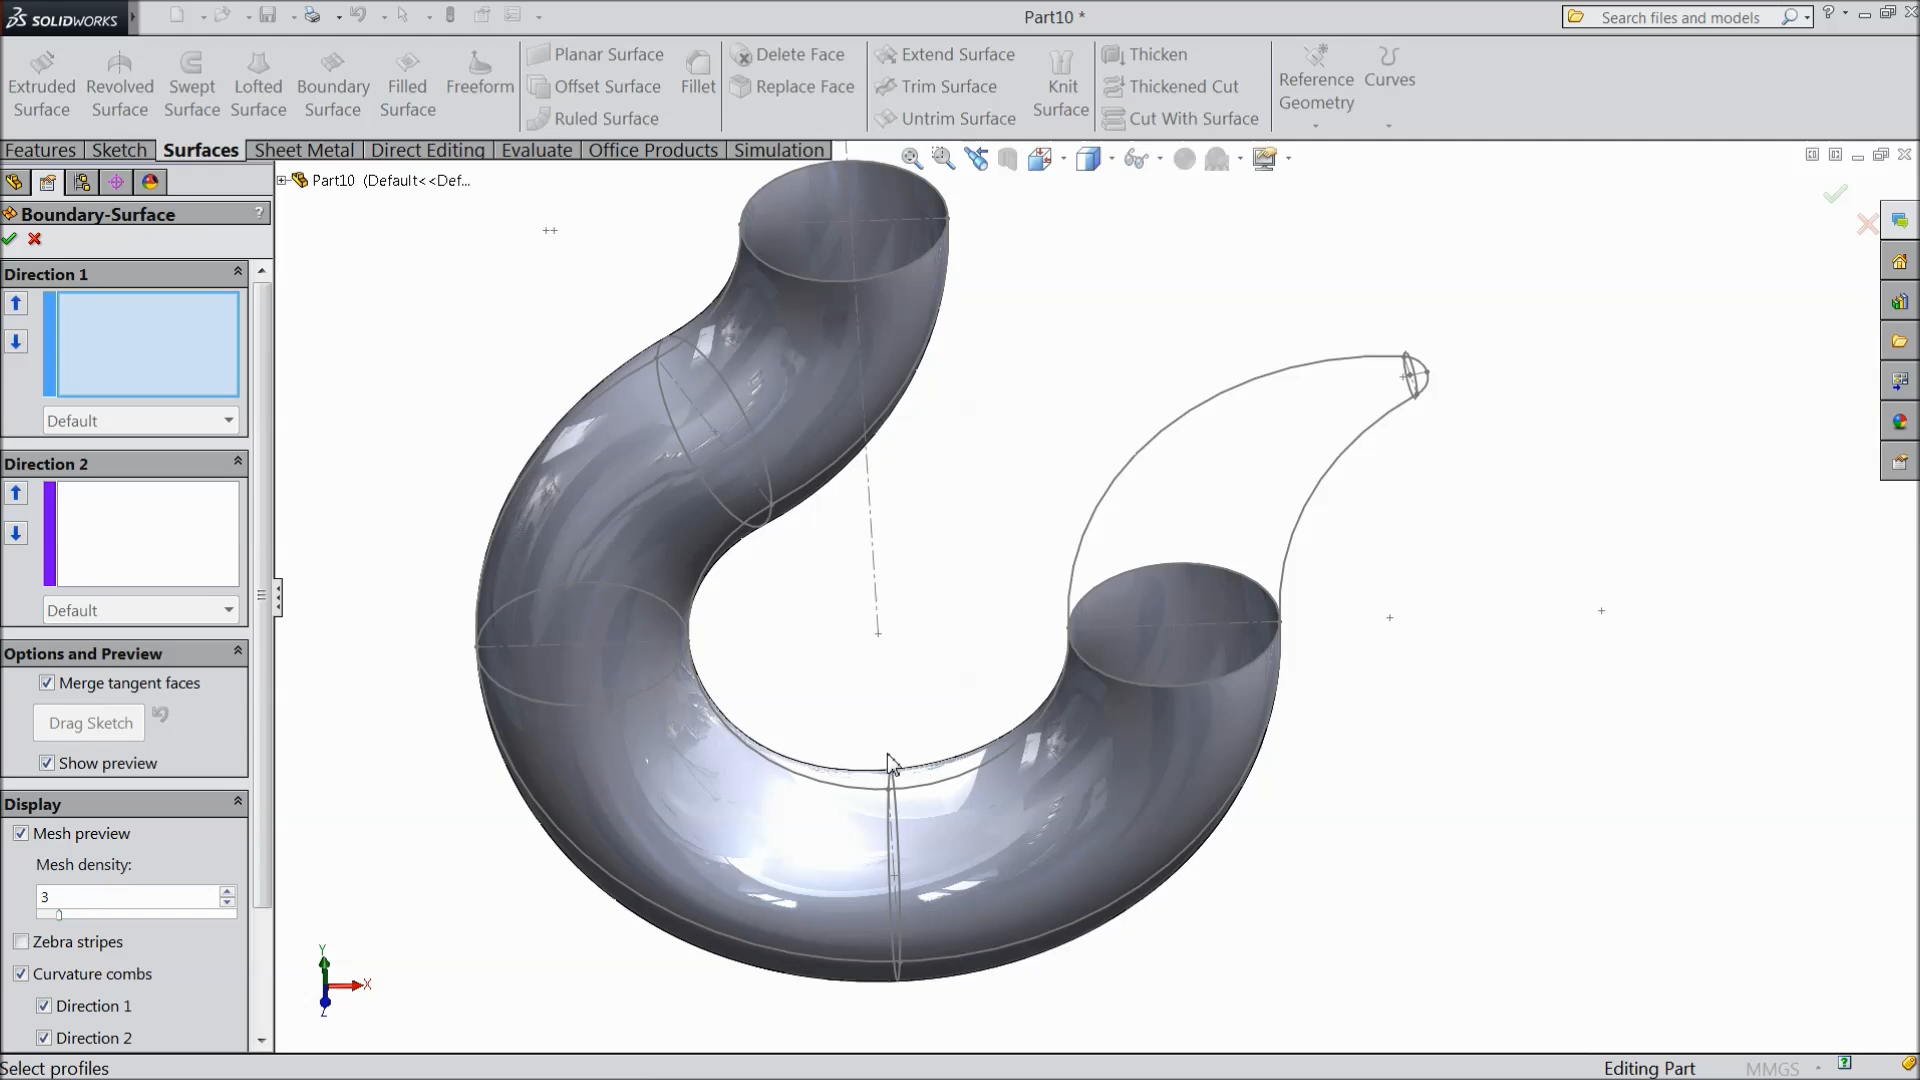 SOLIDWORKS
Part10 *
Search files and models
?
Extruded Surface
Revolved Surface
Swept Surface
Lofted Surface
Boundary Surface
Filled Surface
Freeform
Planar Surface
Offset Surface
Ruled Surface
Fillet
Delete Face
Replace Face
Extend Surface
Trim Surface
Untrim Surface
Knit Surface
Thicken
Thickened Cut
Cut With Surface
Reference Geometry
Curves
Features
Sketch
Surfaces
Sheet Metal
Direct Editing
Evaluate
Office Products
Simulation
Part10 (Default<<Def...
Boundary-Surface
?
Direction 1
Default
Direction 2
Default
Options and Preview
Merge tangent faces
Drag Sketch
Show preview
Display
Mesh preview
Mesh density:
3
Zebra stripes
Curvature combs
Direction 1
Direction 2
Y
X
Z
Select profiles
Editing Part
MMGS
?